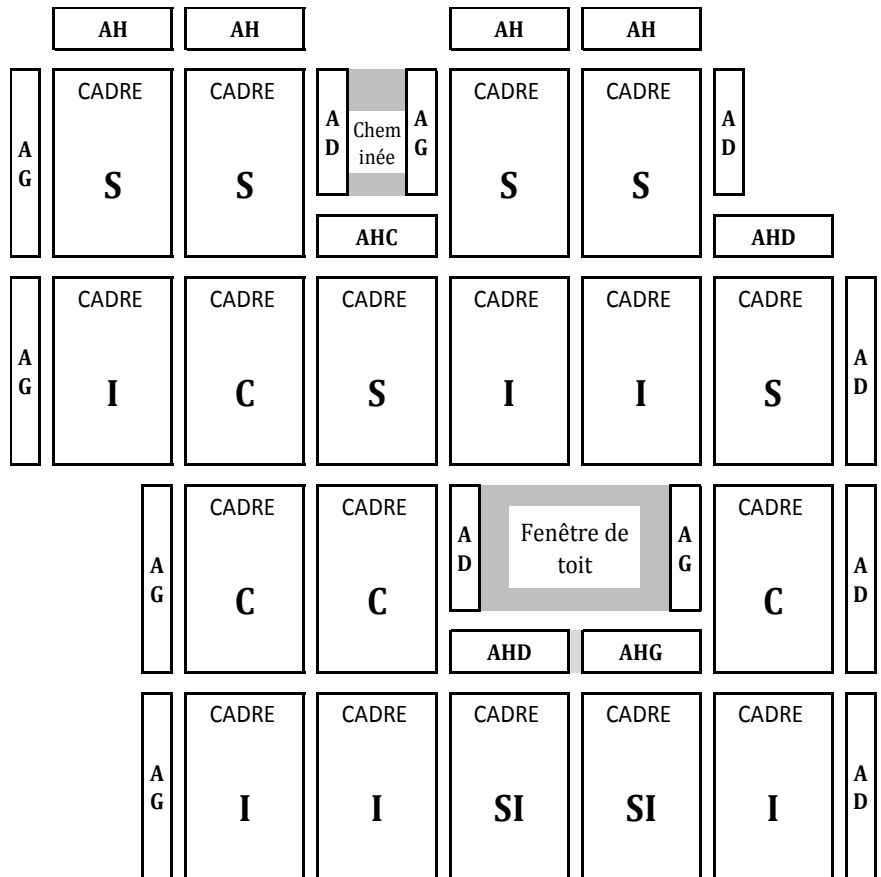 AH AH AH AH
CADRE CADRE CADRE CADRE
A
G
S S
A
D
Chem
inée
A
G
S S
A
D
AHC AHD
CADRE CADRE CADRE CADRE CADRE CADRE
A
G
I C S I I S
A
D
CADRE CADRE CADRE
A
G
C C
A
D
Fenêtre de
toit
A
G
C
A
D
AHD AHG
CADRE CADRE CADRE CADRE CADRE
A
G
I I SI SI I
A
D